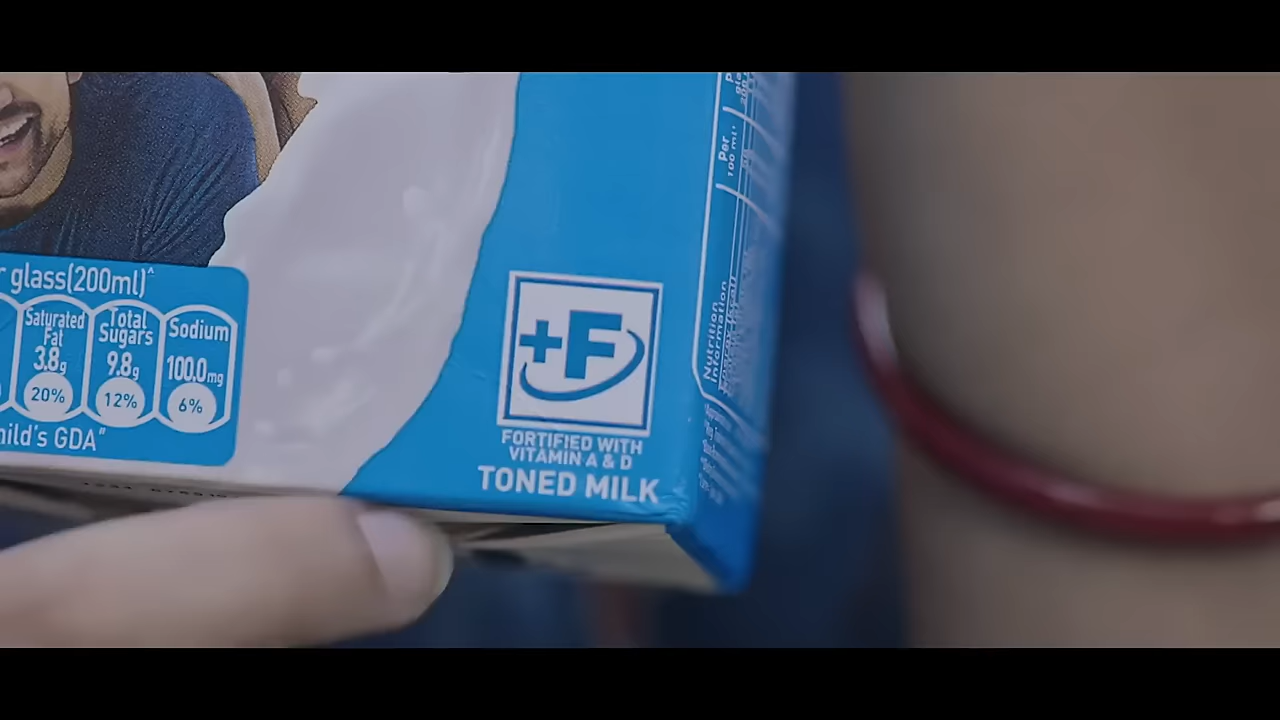 glass(200ml)^
Saturated
Fat
3.8g
20%
Total
Sugars
9.8g
12%
Sodium
100.0mg
6%
GDA"
+F
FORTIFIED WITH
VITAMIN A & D
TONED MILK
Per
100 ml
Nutrition
Information